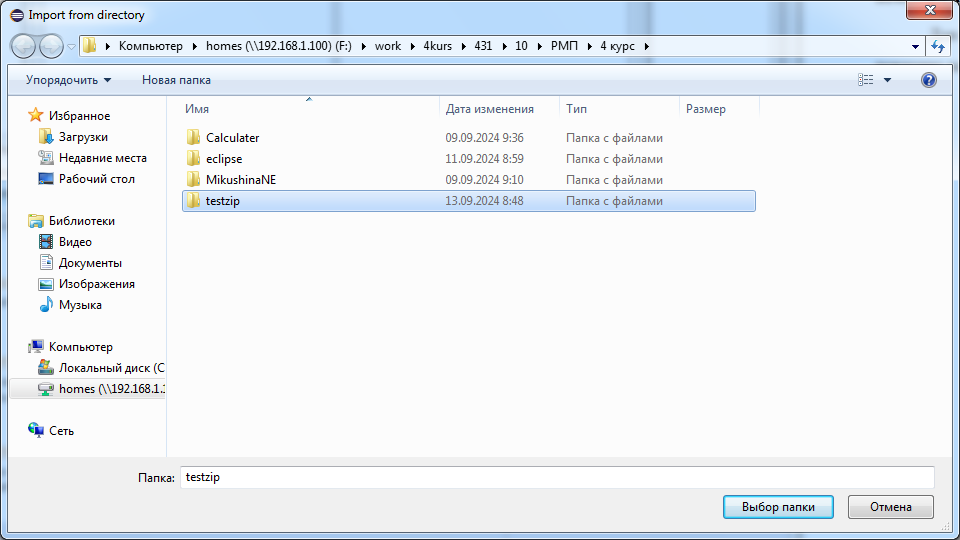 Import from directory
Компьютер homes (\\192.168.1.100) (F:) work 4kurs 431 10 РМП 4 курс
Упорядочить Новая папка
Имя Дата изменения Тип Размер
Избранное
Загрузки
Недавние места
Рабочий стол
Библиотеки
Видео
Документы
Изображения
Музыка
Компьютер
Локальный диск (C
homes (\\192.168.1.1
Сеть
Calculater 09.09.2024 9:36 Папка с файлами
eclipse 11.09.2024 8:59 Папка с файлами
MikushinaNE 09.09.2024 9:10 Папка с файлами
testzip 13.09.2024 8:48 Папка с файлами
Папка: testzip
Выбор папки Отмена